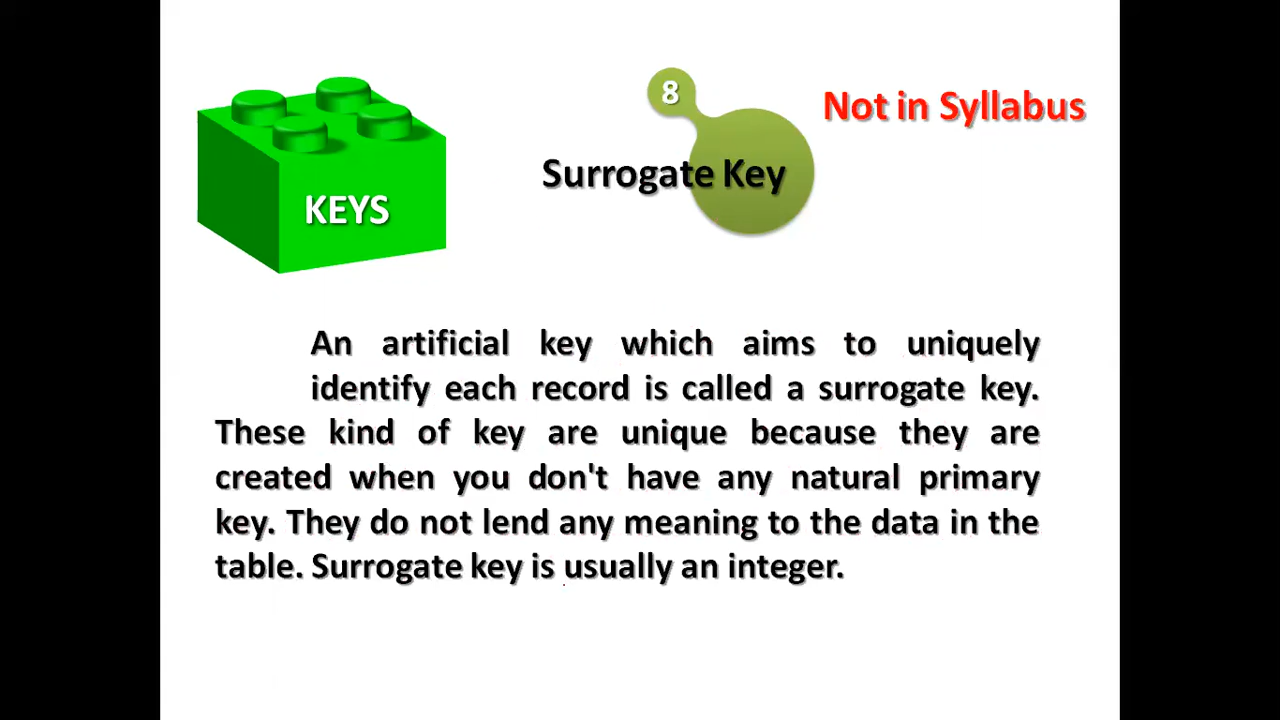 8
Not in Syllabus
Surrogate Key
KEYS
An artificial key which aims to uniquely
identify each record is called a surrogate key.
These kind of key are unique because they are
created when you don't have any natural primary
key. They do not lend any meaning to the data in the
table. Surrogate key is usually an integer.